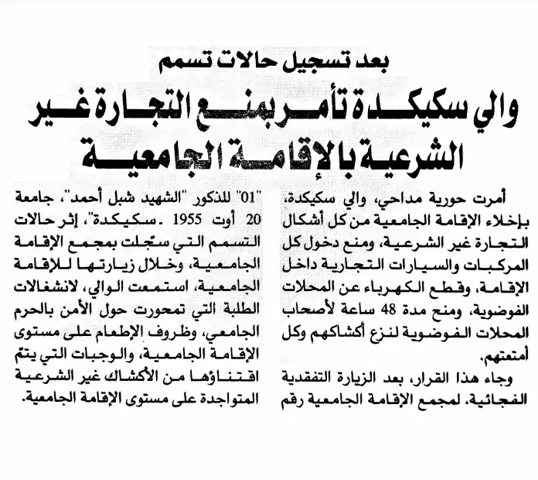 بعد تسجيل حالات تسمم
والي سكيكدة تأمر بمنع التجارة غير
الشرعية بالإقامة الجامعية
أمرت حورية مداحي، والي سكيكدة،
بإخلاء الإقامة الجامعية من كل أشكال
التجارة غير الشرعية، ومنع دخول كل
المركبات والسيارات التجارية داخل
الإقامة، وقطع الكهرباء عن المحلات
الفوضوية، ومنح مدة 48 ساعة لأصحاب
المحلات الفوضوية لنزع أكشاكهم وكل
أمتعتهم.
وجاء هذا القرار، بعد الزيارة التفقدية
الفجائية، لمجمع الإقامة الجامعية رقم
"01" للذكور "الشهيد شبل أحمد"، جامعة
20 أوت 1955 ـ سكيكدة"، إثر حالات
التسمم التي سجّلت بمجمع الإقامة
الجامعية، وخلال زيارتها للإقامة
الجامعية، استمعت الوالي، لانشغالات
الطلبة التي تمحورت حول الأمن بالحرم
الجامعي، وظروف الإطعام على مستوى
الإقامة الجامعية، والوجبات التي يتمّ
اقتناؤها من الأكشاك غير الشرعية
المتواجدة على مستوى الإقامة الجامعية.